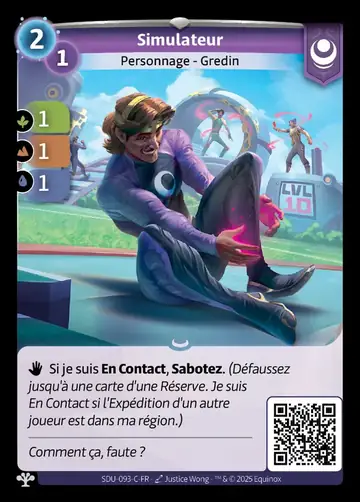 2
Simulateur
1
Personnage - Gredin
1
1
1
LVL
10
Si je suis En Contact, Sabotez. (Défaussez
jusqu'à une carte d'une Réserve. Je suis
En Contact si l'Expédition d'un autre
joueur est dans ma région.)
Comment ça, faute ?
SDU-093-C-FR - Justice Wong - ™ & © 2025 Equinox